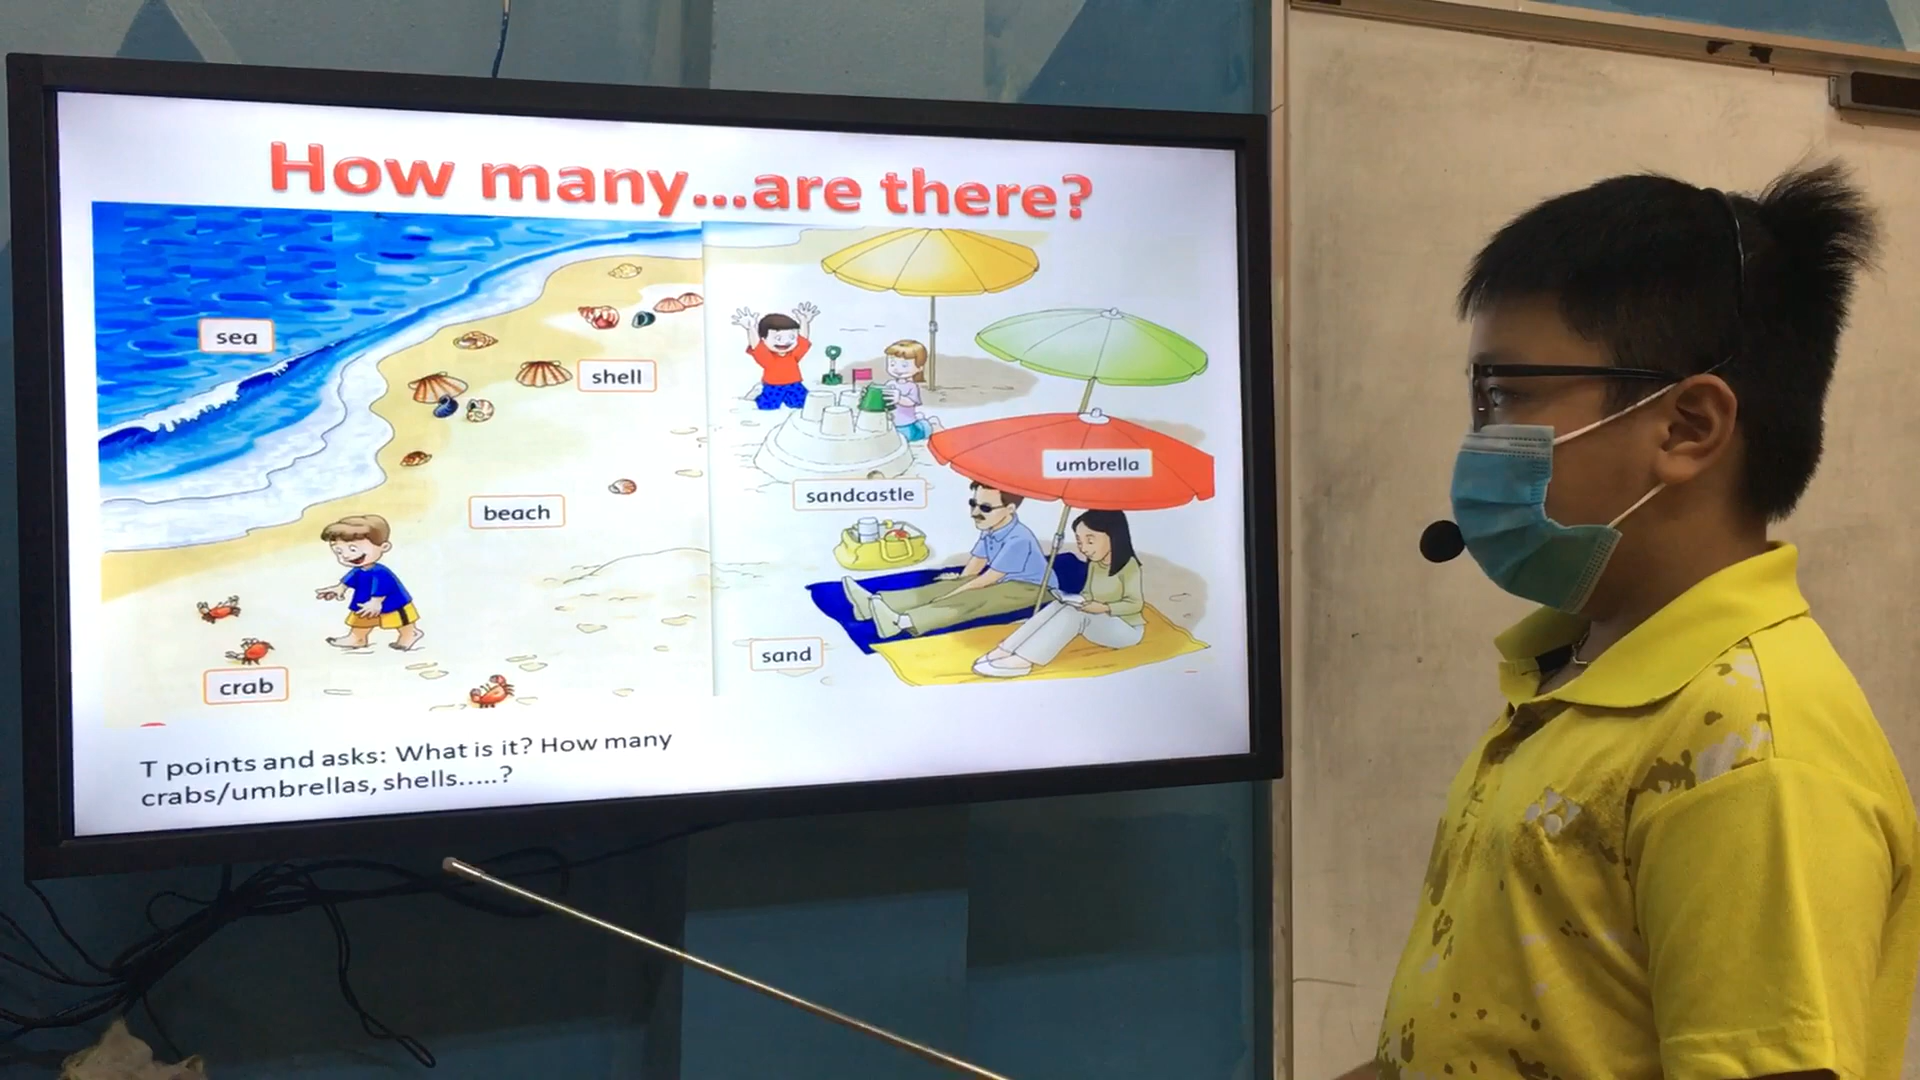 How many...are there?
sea
shell
umbrella
sandcastle
beach
sand
crab
T points and asks: What is it? How many
crabs/umbrellas, shells.....?